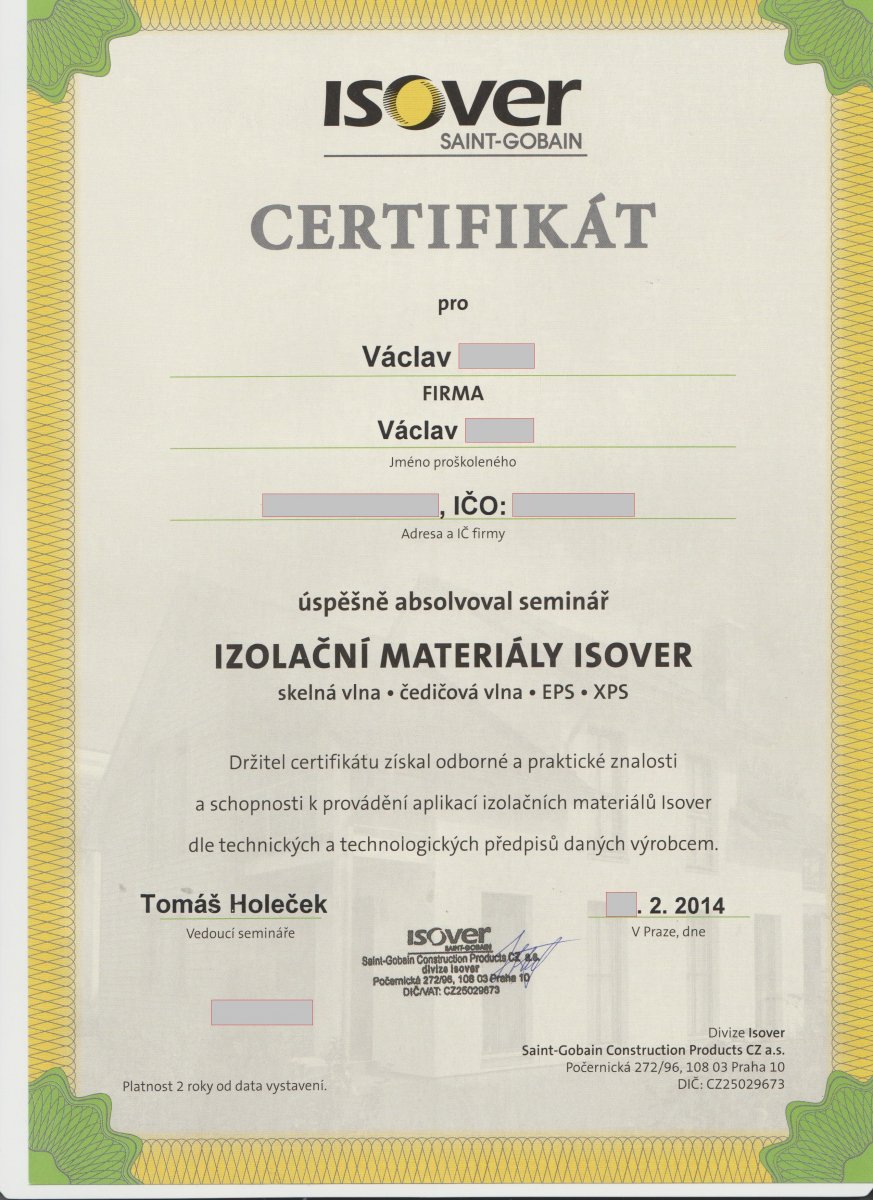 ISOVER
SAINT-GOBAIN
CERTIFIKÁT
pro
Václav
FIRMA
Václav
Jméno proškoleného
, IČO:
Adresa a IČ firmy
úspěšně absolvoval seminář
IZOLAČNÍ MATERIÁLY ISOVER
skelná vlna • čedičová vlna • EPS • XPS
Držitel certifikátu získal odborné a praktické znalosti
a schopnosti k provádění aplikací izolačních materiálů Isover
dle technických a technologických předpisů daných výrobcem.
Tomáš Holeček
Vedoucí semináře
. 2. 2014
V Praze, dne
ISOVER
SAINT-GOBAIN
Saint-Gobain Construction Products CZ a.s.
divize Isover
Počernická 272/96, 108 03 Praha 10
DIČ/VAT: CZ25029673
Divize Isover
Saint-Gobain Construction Products CZ a.s.
Počernická 272/96, 108 03 Praha 10
DIČ: CZ25029673
Platnost 2 roky od data vystavení.